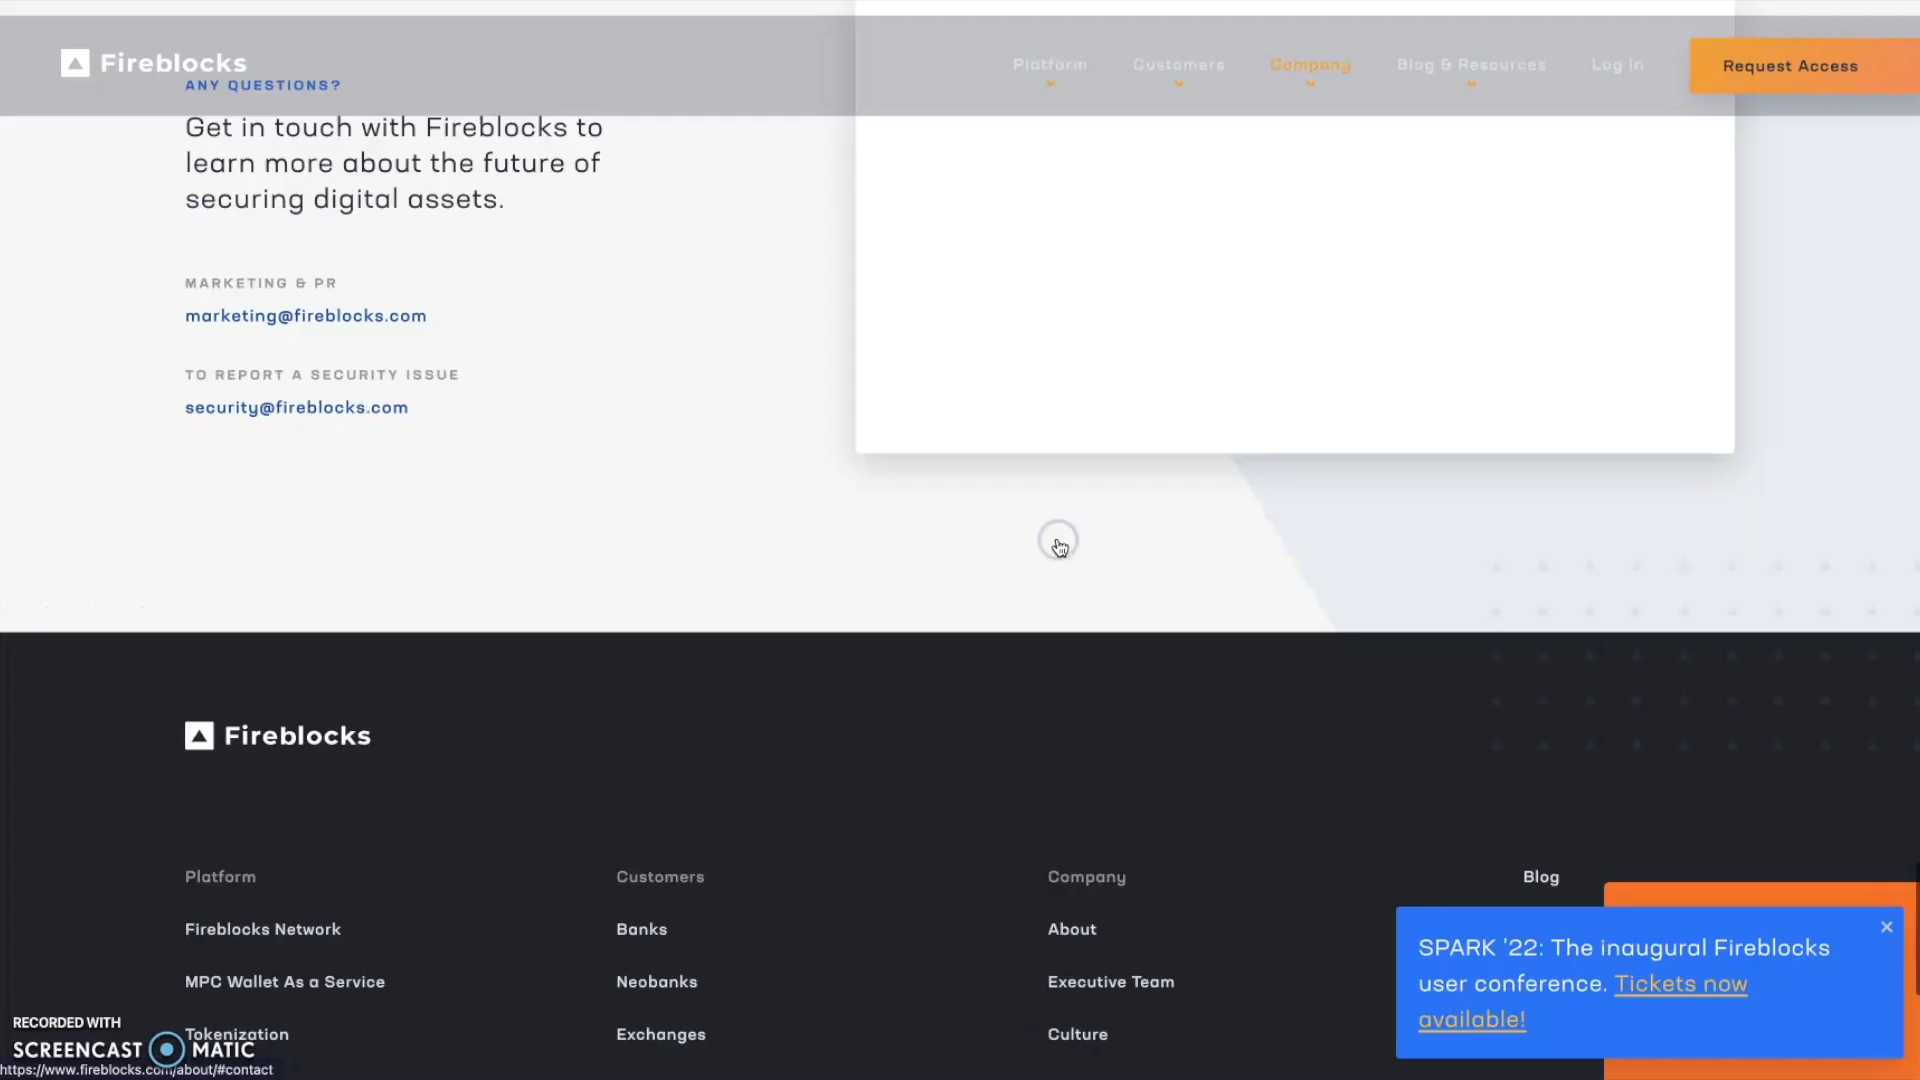 Fireblocks
Platform
Customers
Company
Blog & Resources
Log In
Request Access
ANY QUESTIONS?
Get in touch with Fireblocks to
learn more about the future of
securing digital assets.
MARKETING & PR
marketing@fireblocks.com
TO REPORT A SECURITY ISSUE
security@fireblocks.com
Fireblocks
Platform
Customers
Company
Blog
Fireblocks Network
Banks
About
MPC Wallet As a Service
Neobanks
Executive Team
Tokenization
Exchanges
Culture
SPARK '22: The inaugural Fireblocks
user conference. Tickets now
available!
RECORDED WITH
SCREENCAST MATIC
https://www.fireblocks.com/about/#contact